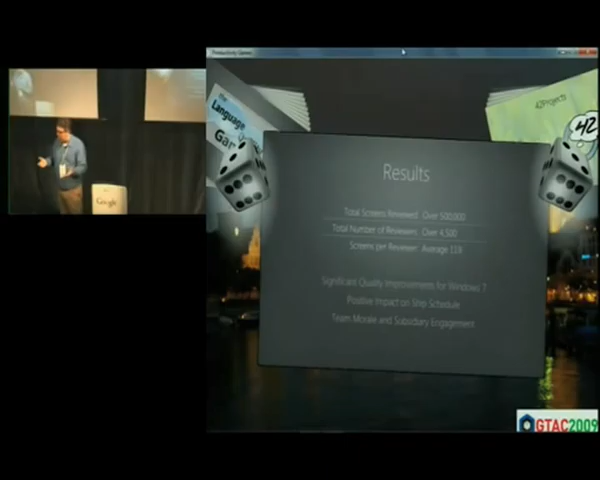 Productivity Games
the
Language
Gam
42Projects
42
Results
Total Screens Reviewed: Over 500,000
Total Number of Reviewers: Over 4,500
Screens per Reviewer: Average 119
Significant Quality Improvements for Windows 7
Positive Impact on Ship Schedule
Team Morale and Subsidiary Engagement
Google
GTAC2009